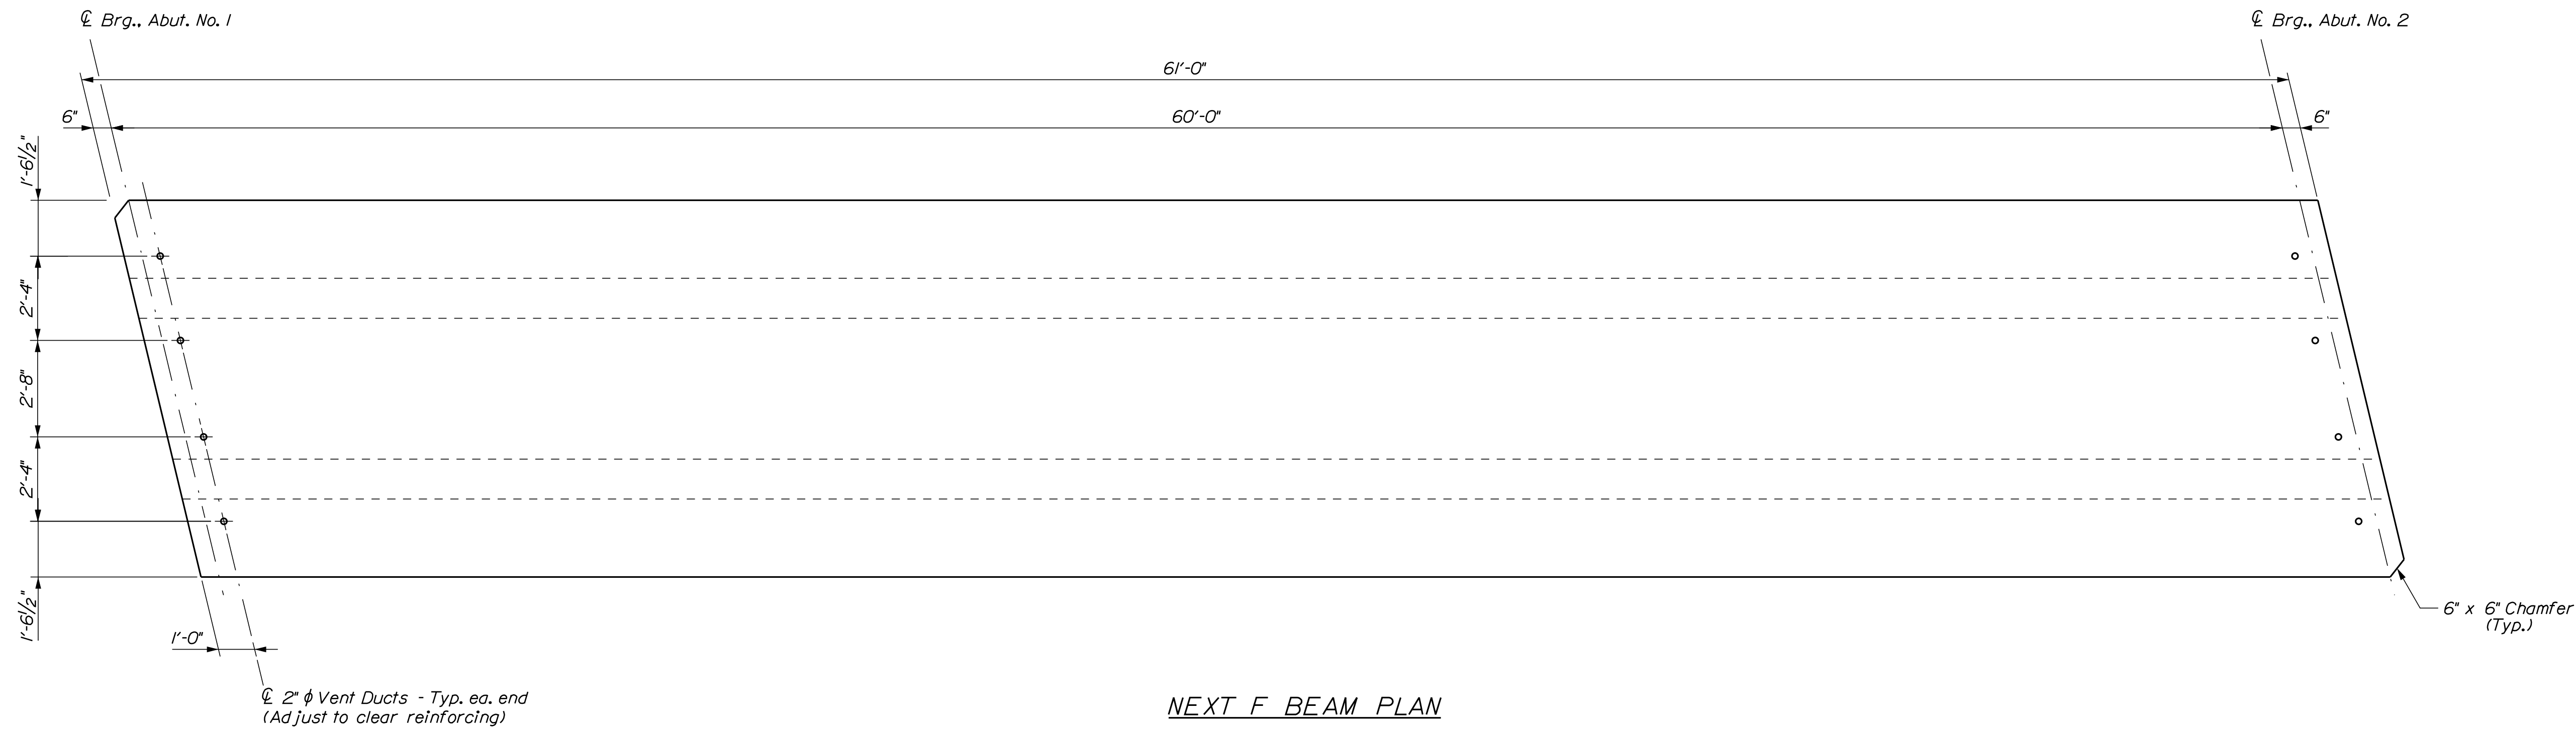 ℄ Brg., Abut. No. 1
℄ Brg., Abut. No. 2
61'-0"
60'-0"
6"
6"
1'-6½"
2'-4"
2'-8"
2'-4"
1'-6½"
1'-0"
6" x 6" Chamfer
(Typ.)
℄ 2" ϕ Vent Ducts - Typ. ea. end
(Adjust to clear reinforcing)
NEXT F BEAM PLAN